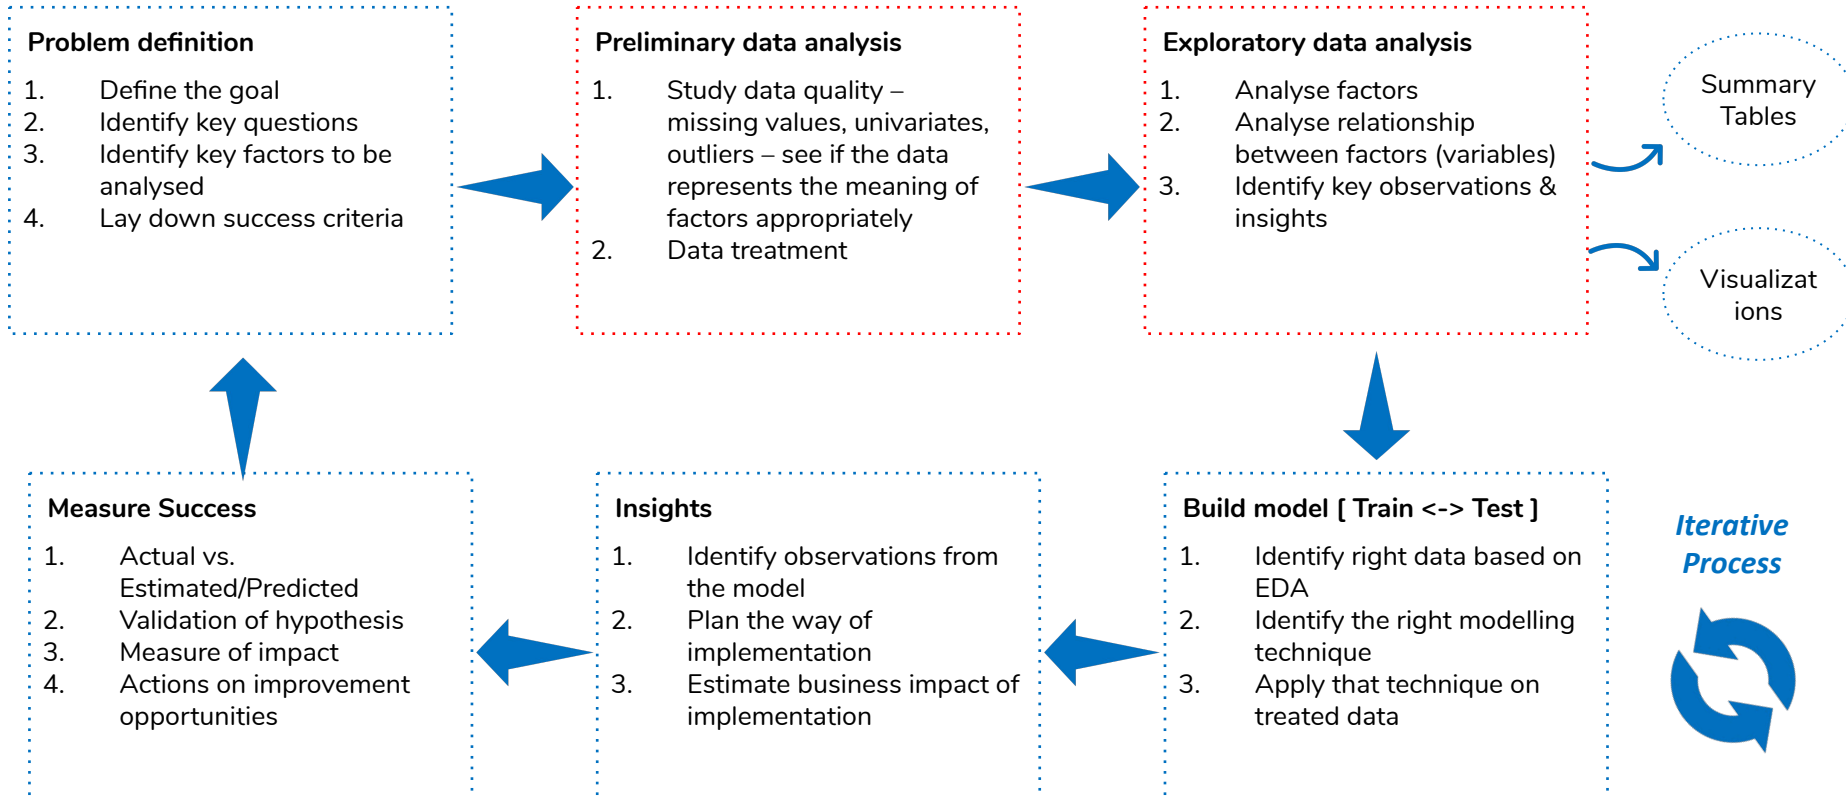 Problem definition
1. Define the goal
2. Identify key questions
3. Identify key factors to be
analysed
4. Lay down success criteria
Preliminary data analysis
1. Study data quality –
missing values, univariates,
outliers – see if the data
represents the meaning of
factors appropriately
2. Data treatment
Exploratory data analysis
1. Analyse factors
2. Analyse relationship
between factors (variables)
3. Identify key observations &
insights
Summary
Tables
Visualizat
ions
Measure Success
1. Actual vs.
Estimated/Predicted
2. Validation of hypothesis
3. Measure of impact
4. Actions on improvement
opportunities
Insights
1. Identify observations from
the model
2. Plan the way of
implementation
3. Estimate business impact of
implementation
Build model [ Train <-> Test ]
1. Identify right data based on
EDA
2. Identify the right modelling
technique
3. Apply that technique on
treated data
Iterative
Process